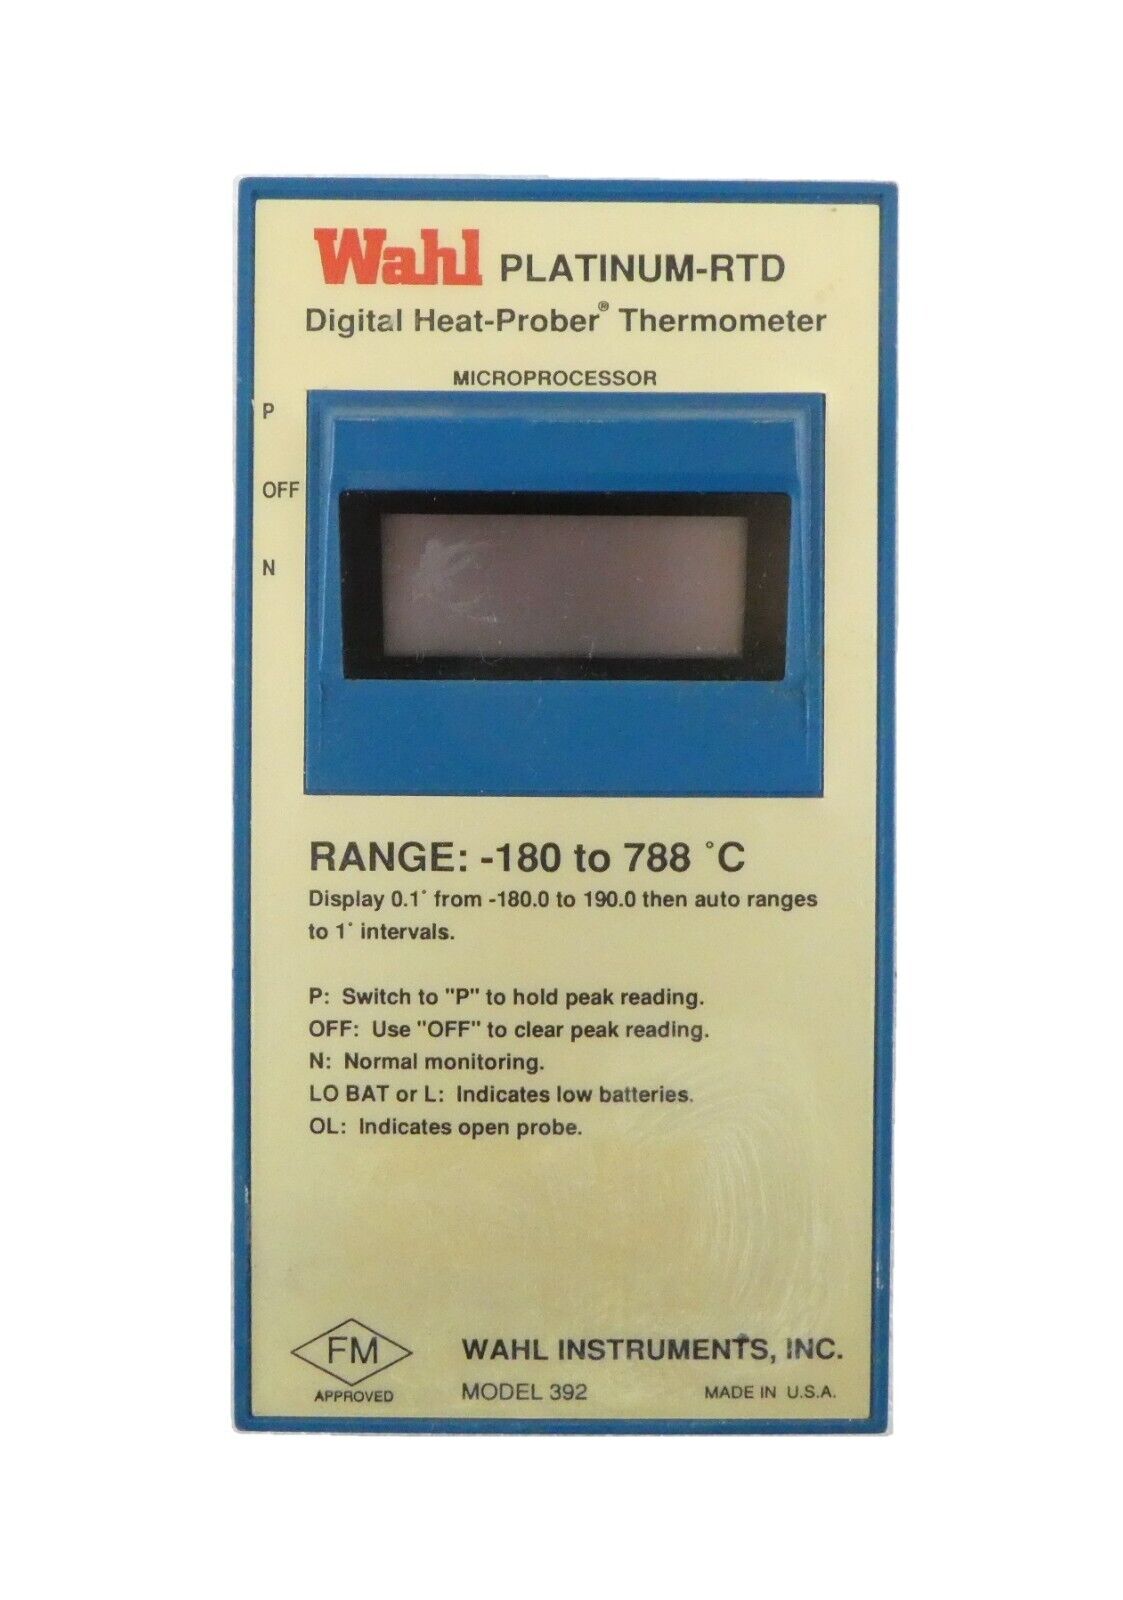 Wahl PLATINUM-RTD
Digital Heat-Prober® Thermometer
MICROPROCESSOR
P
OFF
N
RANGE: -180 to 788 °C
Display 0.1° from -180.0 to 190.0 then auto ranges
to 1° intervals.
P: Switch to "P" to hold peak reading.
OFF: Use "OFF" to clear peak reading.
N: Normal monitoring.
LO BAT or L: Indicates low batteries.
OL: Indicates open probe.
FM
APPROVED
WAHL INSTRUMENTS, INC.
MODEL 392 MADE IN U.S.A.